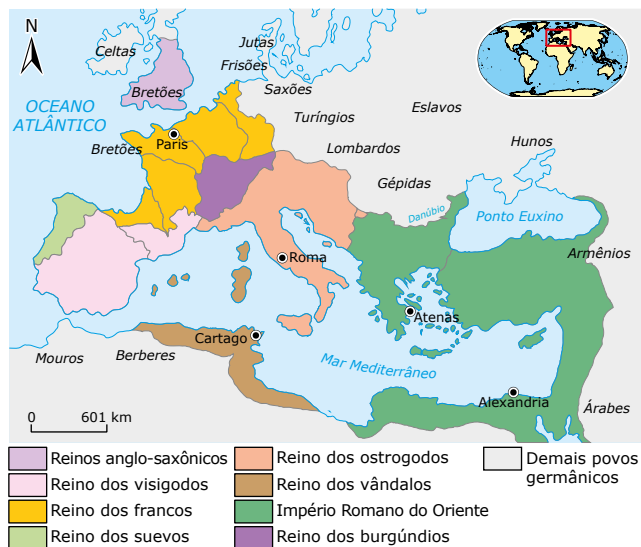 N
Celtas
Jutas
Frisões
Saxões
Bretões
OCEANO
ATLÂNTICO
Turíngios
Eslavos
Paris
Bretões
Lombardos
Hunos
Gépidas
Danúbio
Ponto Euxino
Armênios
Roma
Atenas
Cartago
Mouros
Berberes
Mar Mediterrâneo
Alexandria
Árabes
0 601 km
Reinos anglo-saxônicos
Reino dos visigodos
Reino dos francos
Reino dos suevos
Reino dos ostrogodos
Reino dos vândalos
Império Romano do Oriente
Reino dos burgúndios
Demais povos
germânicos